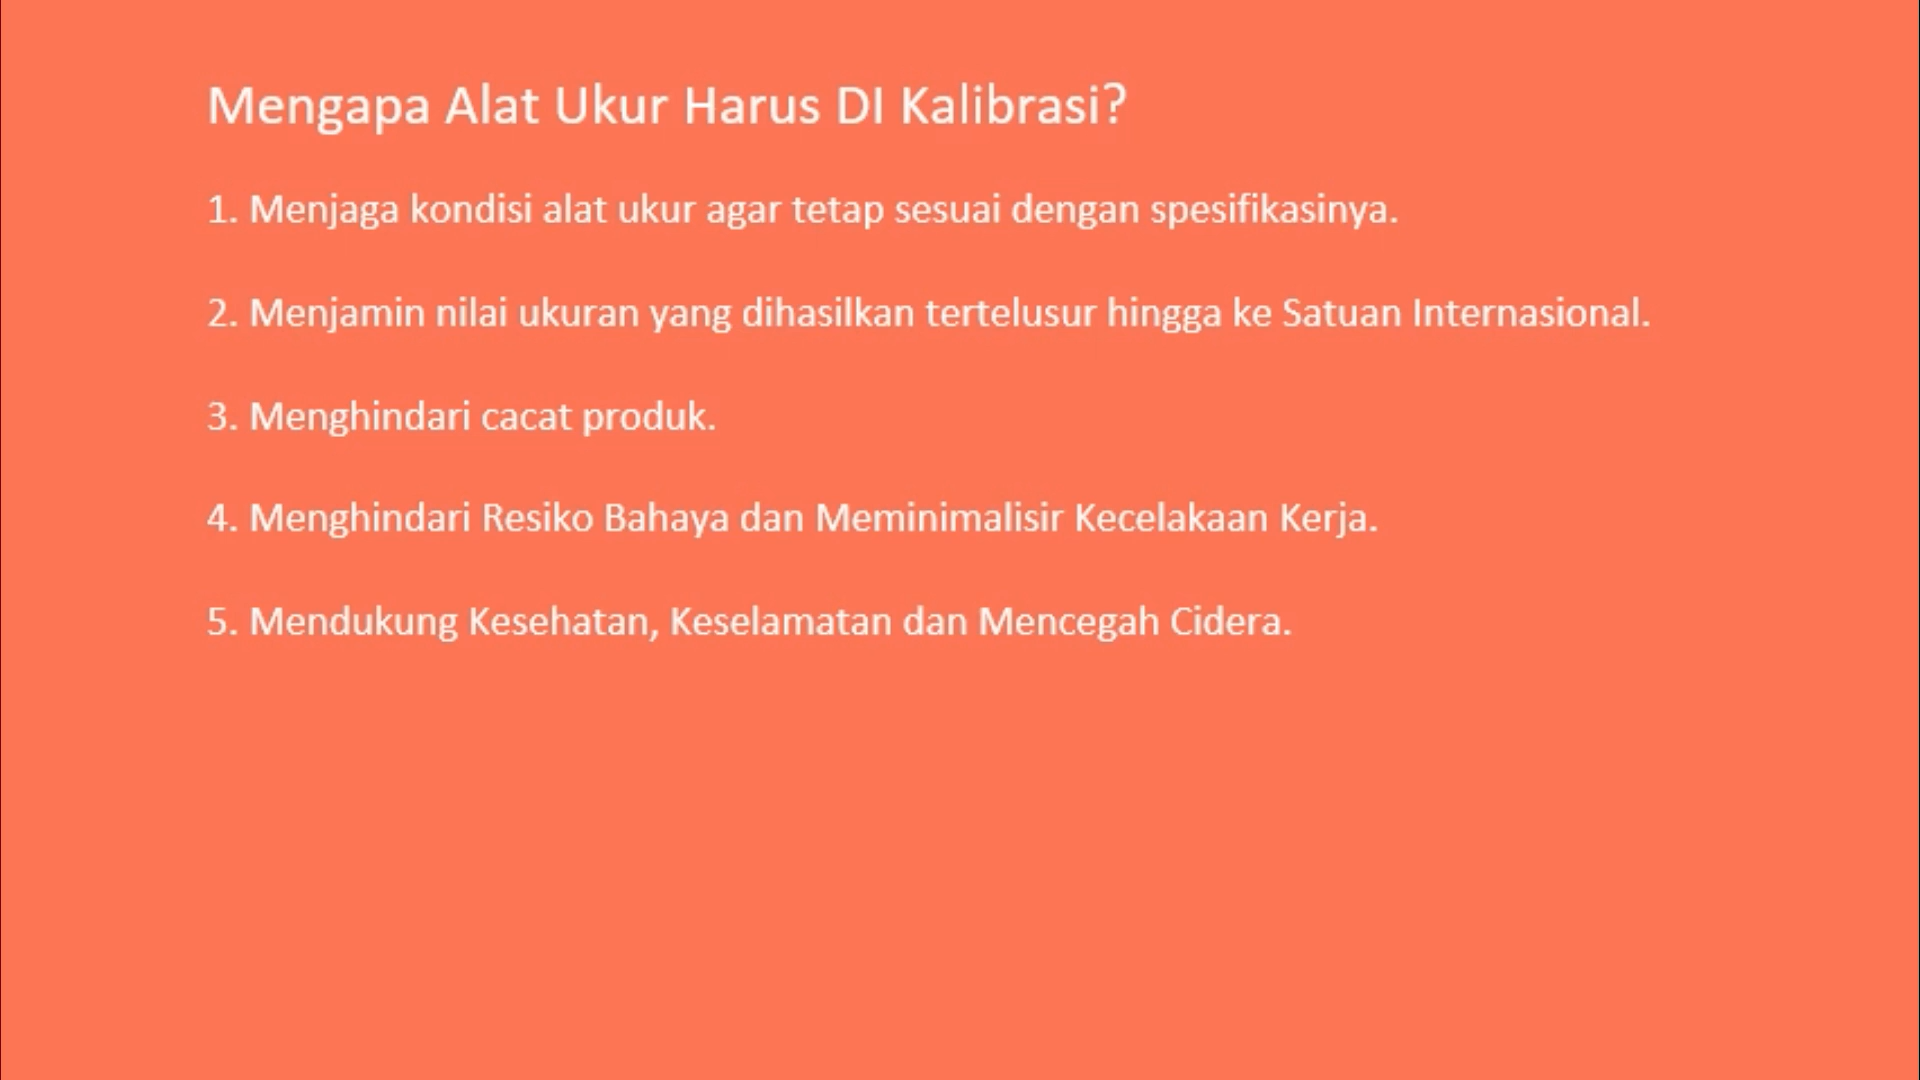 Mengapa Alat Ukur Harus DI Kalibrasi?
1. Menjaga kondisi alat ukur agar tetap sesuai dengan spesifikasinya.
2. Menjamin nilai ukuran yang dihasilkan tertelusur hingga ke Satuan Internasional.
3. Menghindari cacat produk.
4. Menghindari Resiko Bahaya dan Meminimalisir Kecelakaan Kerja.
5. Mendukung Kesehatan, Keselamatan dan Mencegah Cidera.